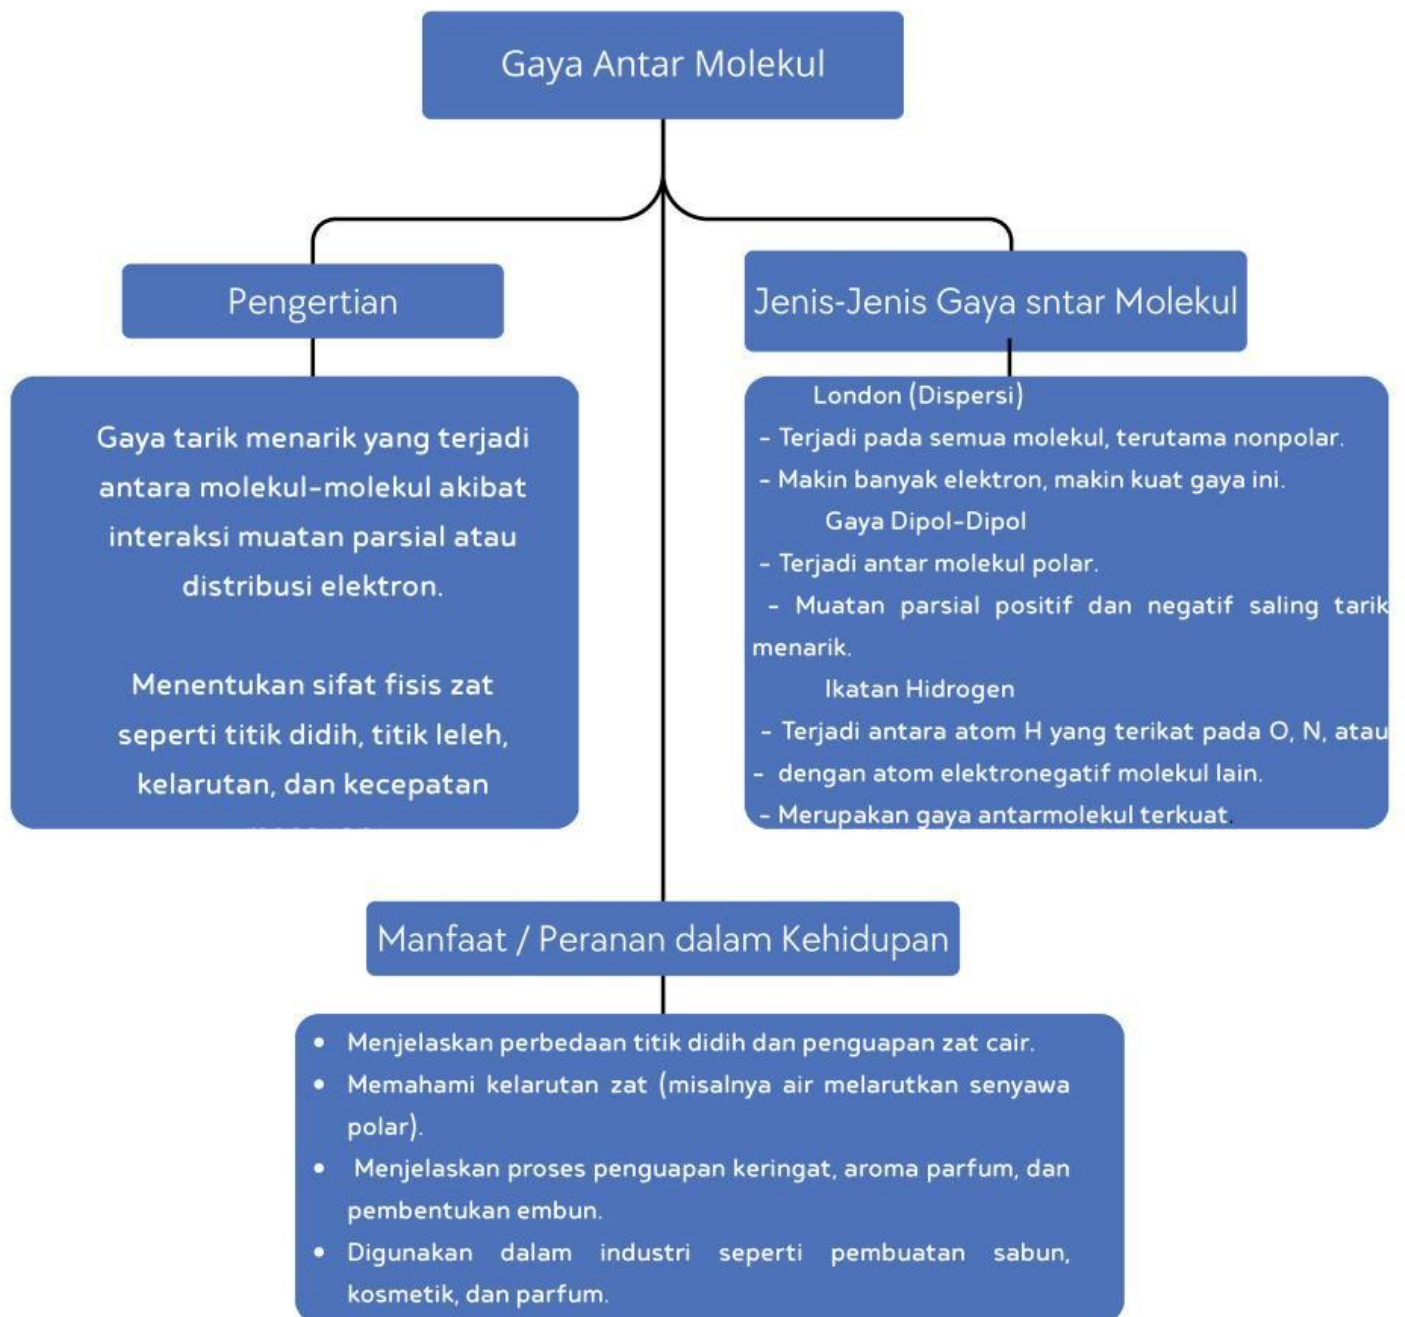 Gaya Antar Molekul
Pengertian
Gaya tarik menarik yang terjadi
antara molekul-molekul akibat
interaksi muatan parsial atau
distribusi elektron.
Menentukan sifat fisis zat
seperti titik didih, titik leleh,
kelarutan, dan kecepatan
Jenis-Jenis Gaya sntar Molekul
London (Dispersi)
- Terjadi pada semua molekul, terutama nonpolar.
- Makin banyak elektron, makin kuat gaya ini.
Gaya Dipol-Dipol
- Terjadi antar molekul polar.
- Muatan parsial positif dan negatif saling tarik
menarik.
Ikatan Hidrogen
- Terjadi antara atom H yang terikat pada O, N, atau
- dengan atom elektronegatif molekul lain.
- Merupakan gaya antarmolekul terkuat.
Manfaat / Peranan dalam Kehidupan
• Menjelaskan perbedaan titik didih dan penguapan zat cair.
• Memahami kelarutan zat (misalnya air melarutkan senyawa
polar).
• Menjelaskan proses penguapan keringat, aroma parfum, dan
pembentukan embun.
• Digunakan dalam industri seperti pembuatan sabun,
kosmetik, dan parfum.